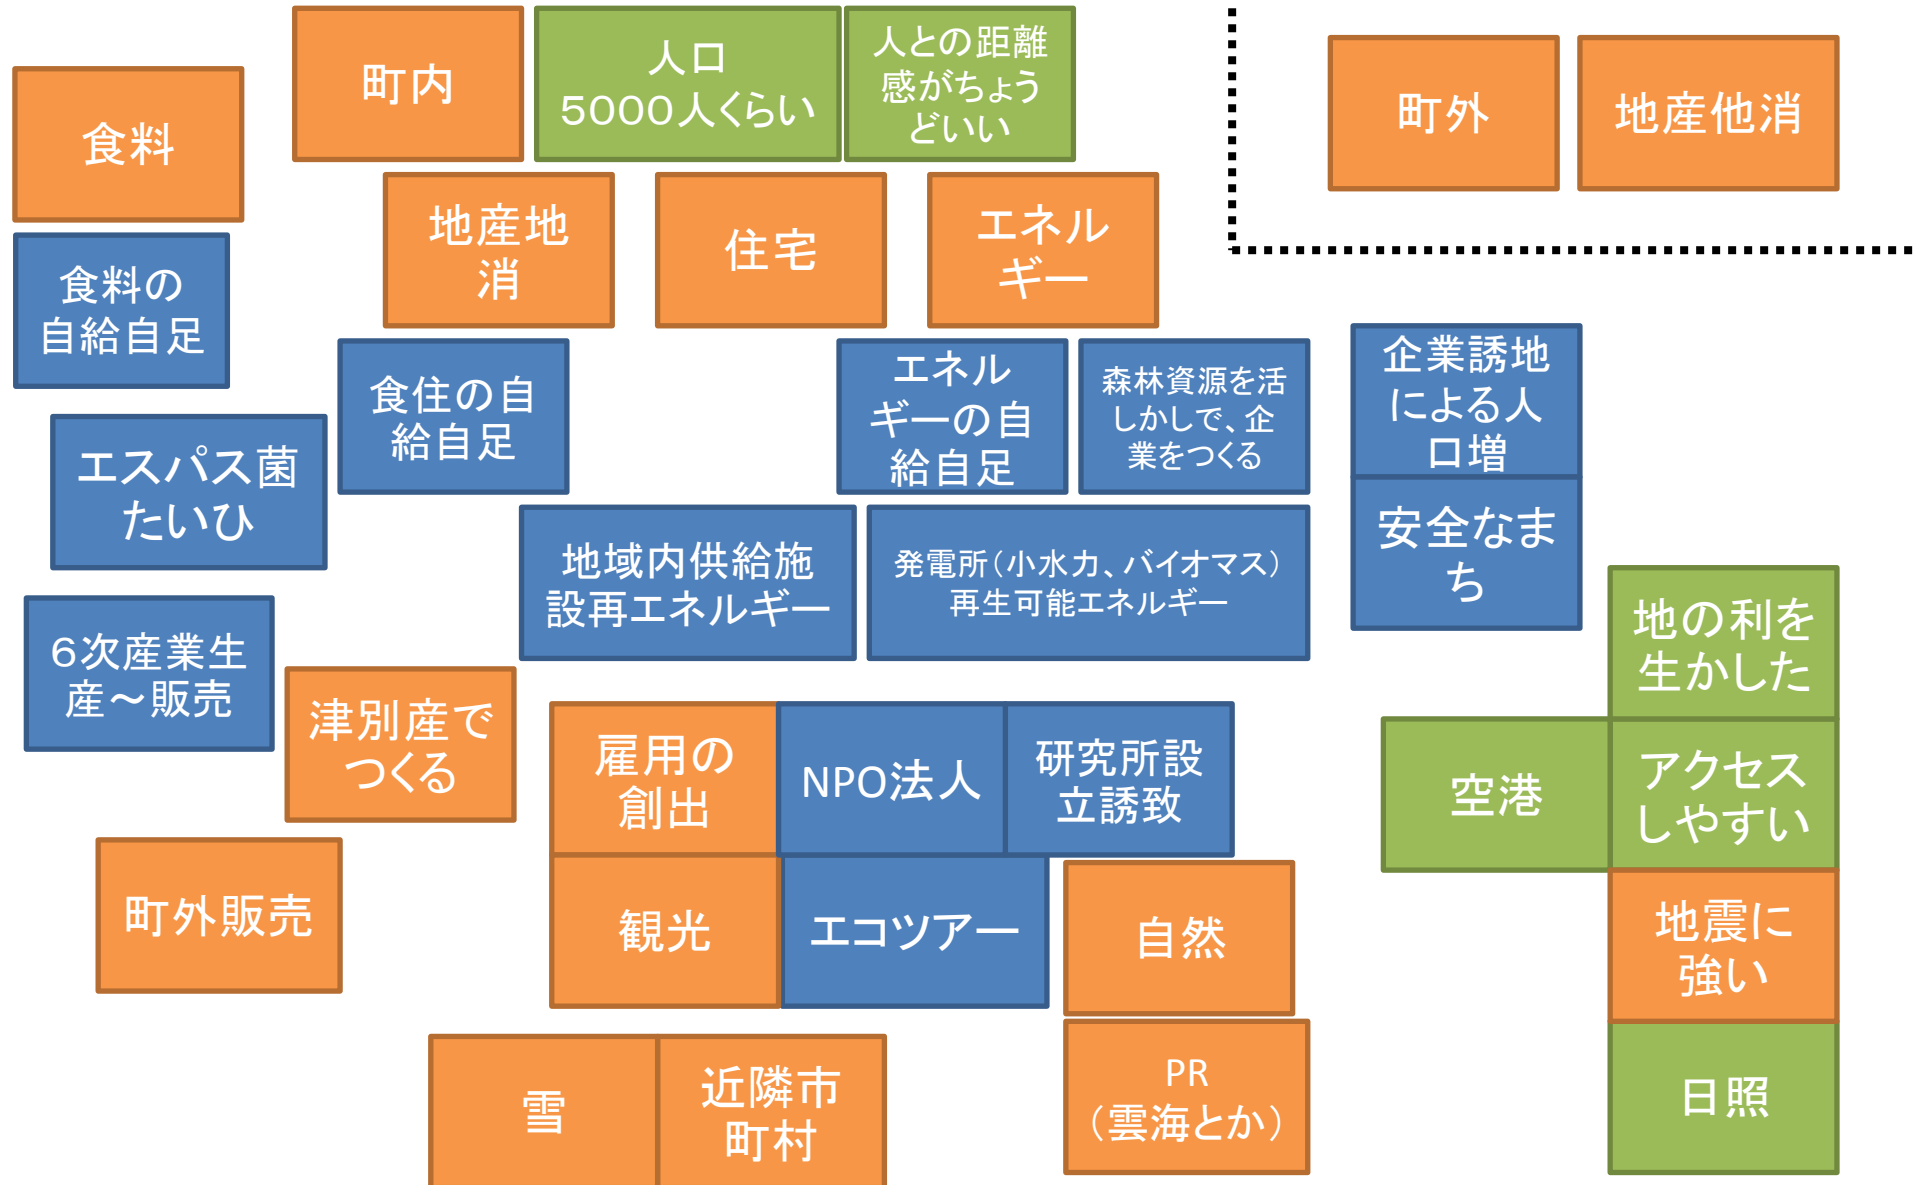 町内
人口
5000人くらい
人との距離
感がちょう
どいい
町外
地産他消
食料
地産地
消
住宅
エネル
ギー
食料の
自給自足
食住の自
給自足
エネル
ギーの自
給自足
森林資源を活
しかしで、企
業をつくる
企業誘地
による人
口増
エスパス菌
たいひ
地域内供給施
設再エネルギー
発電所(小水力、バイオマス)
再生可能エネルギー
安全なま
ち
地の利を
生かした
6次産業生
産～販売
津別産で
つくる
雇用の
創出
NPO法人
研究所設
立誘致
空港
アクセス
しやすい
町外販売
観光
エコツアー
自然
地震に
強い
雪
近隣市
町村
PR
(雲海とか)
日照